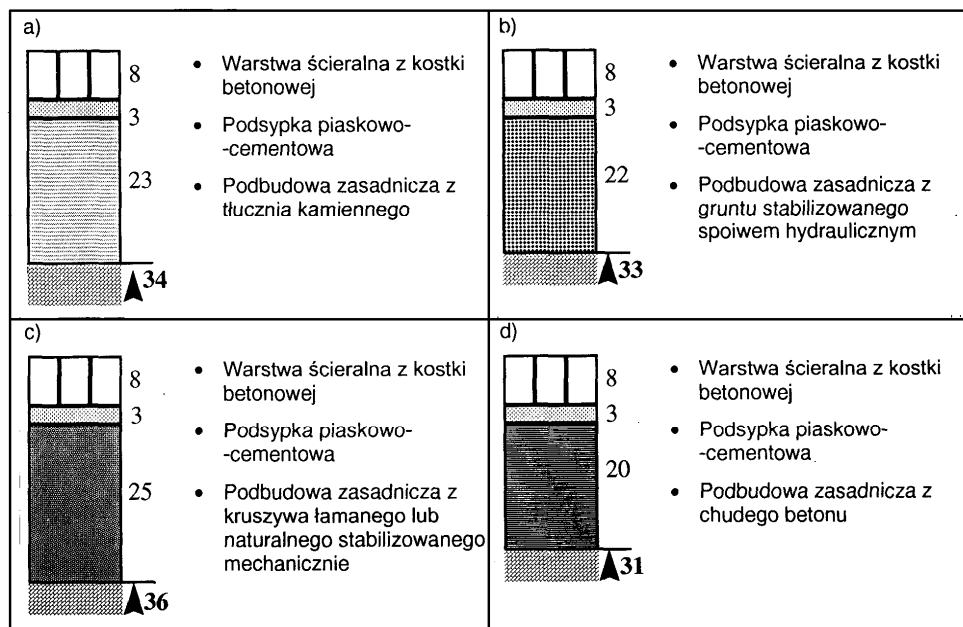 a)
8
3
23
34
• Warstwa ścieralna z kostki
betonowej
• Podsypka piaskowo-
-cementowa
• Podbudowa zasadnicza z
tłucznia kamiennego
b)
8
3
22
33
• Warstwa ścieralna z kostki
betonowej
• Podsypka piaskowo-
-cementowa
• Podbudowa zasadnicza z
gruntu stabilizowanego
spoiwem hydraulicznym
c)
8
3
25
36
• Warstwa ścieralna z kostki
betonowej
• Podsypka piaskowo-
-cementowa
• Podbudowa zasadnicza z
kruszywa łamanego lub
naturalnego stabilizowanego
mechanicznie
d)
8
3
20
31
• Warstwa ścieralna z kostki
betonowej
• Podsypka piaskowo-
-cementowa
• Podbudowa zasadnicza z
chudego betonu